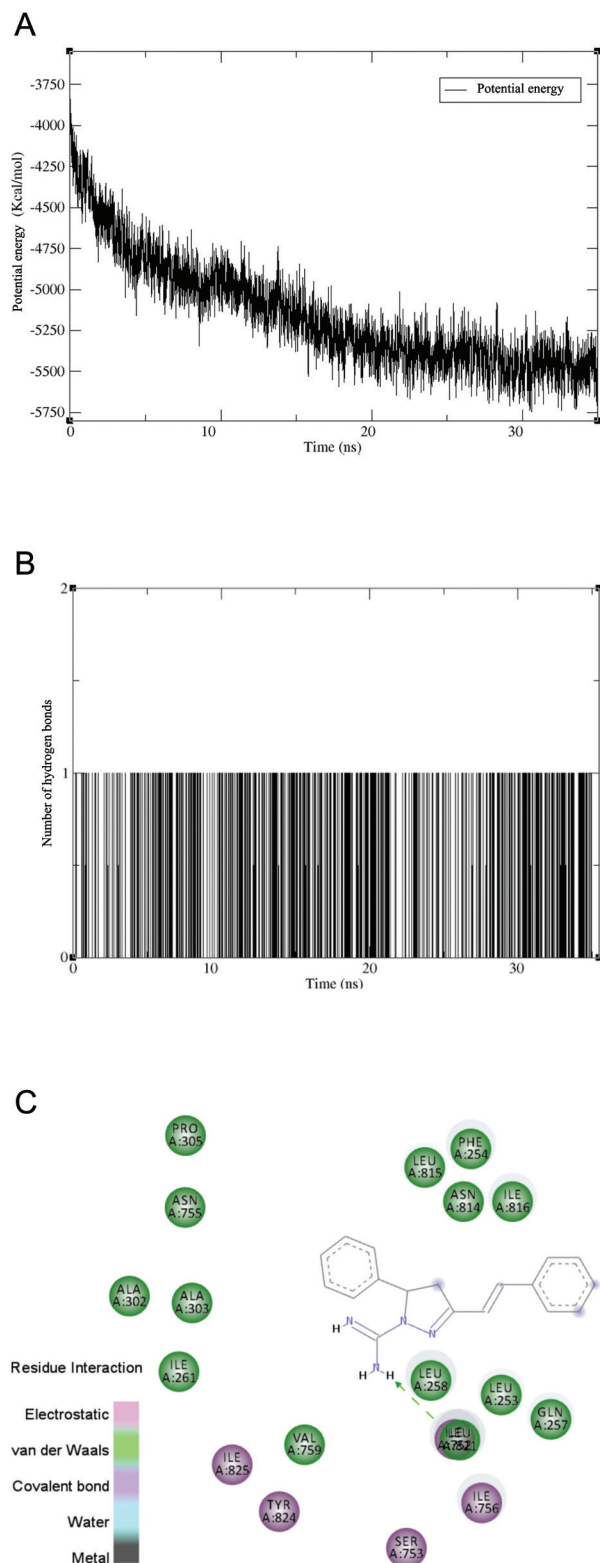 A
-3750
-4000
-4250
-4500
-4750
-5000
-5250
-5500
-5750
Potential energy (Kcal/mol)
Potential energy
0
10
20
30
Time (ns)
B
2
1
0
Number of hydrogen bonds
0
10
20
30
Time (ns)
C
PRO
A:305
PHE
A:254
LEU
A:815
ASN
A:814
ILE
A:816
ASN
A:755
ALA
A:302
ALA
A:303
ILE
A:261
N
N
N
H
N
H
H
LEU
A:258
LEU
A:253
GLN
A:257
VAL
A:759
ILE
A:825
TYR
A:824
ILE
A:756
SER
A:753
Residue Interaction
Electrostatic
van der Waals
Covalent bond
Water
Metal